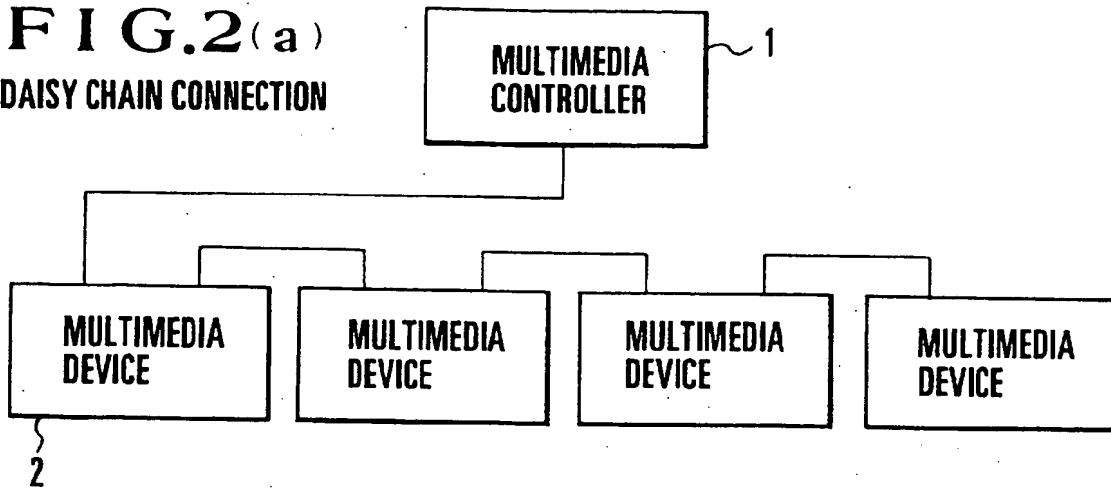 FIG.2(a)
DAISY CHAIN CONNECTION
MULTIMEDIA
CONTROLLER
1
MULTIMEDIA
DEVICE
MULTIMEDIA
DEVICE
MULTIMEDIA
DEVICE
MULTIMEDIA
DEVICE
2